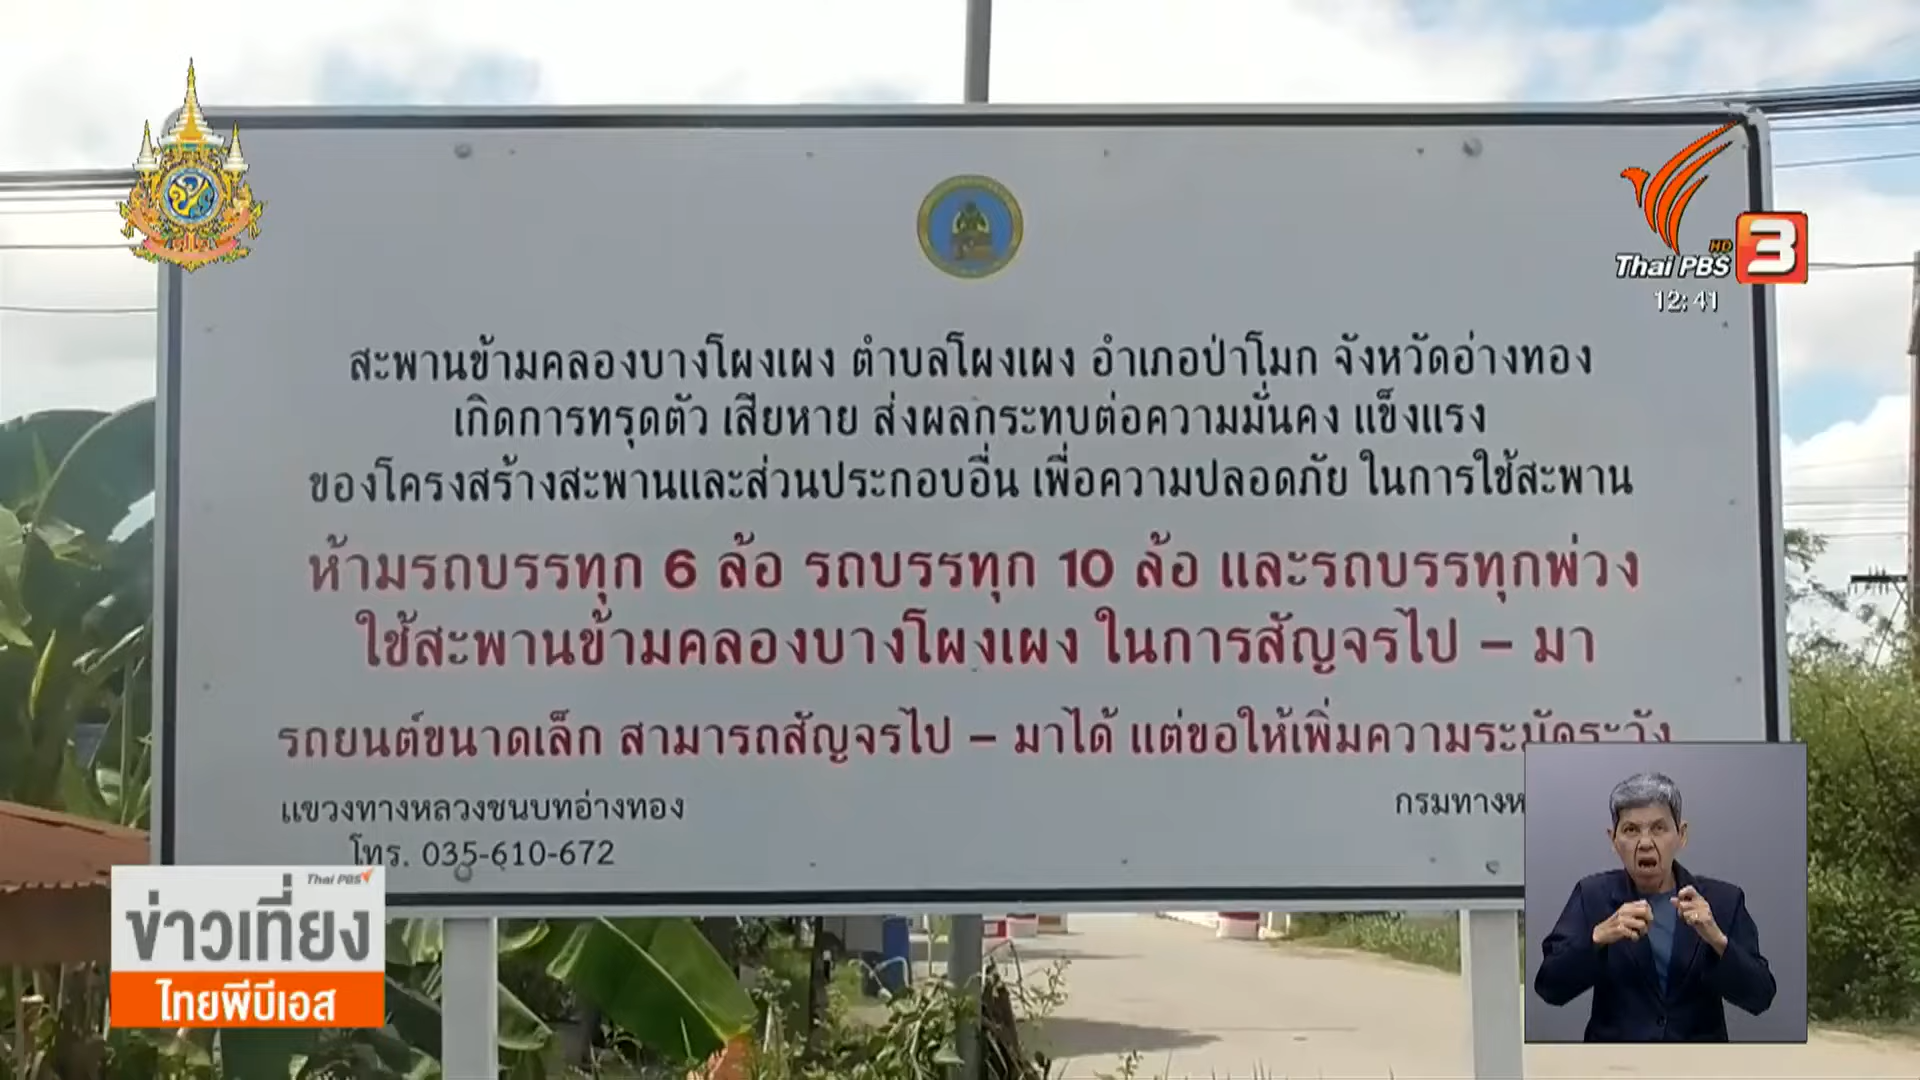 Thai PBS
HD
3
12:41
สะพานข้ามคลองบางโผงเผง ตำบลโผงเผง อำเภอป่าโมก จังหวัดอ่างทอง
เกิดการทรุดตัว เสียหาย ส่งผลกระทบต่อความมั่นคง แข็งแรง
ของโครงสร้างสะพานและส่วนประกอบอื่น เพื่อความปลอดภัย ในการใช้สะพาน
ห้ามรถบรรทุก 6 ล้อ รถบรรทุก 10 ล้อ และรถบรรทุกพ่วง
ใช้สะพานข้ามคลองบางโผงเผง ในการสัญจรไป – มา
รถยนต์ขนาดเล็ก สามารถสัญจรไป – มาได้ แต่ขอให้เพิ่มความระมัดระวัง
แขวงทางหลวงชนบทอ่างทอง
โทร. 035-610-672
กรมทางห
Thai PBS
ข่าวเที่ยง
ไทยพีบีเอส